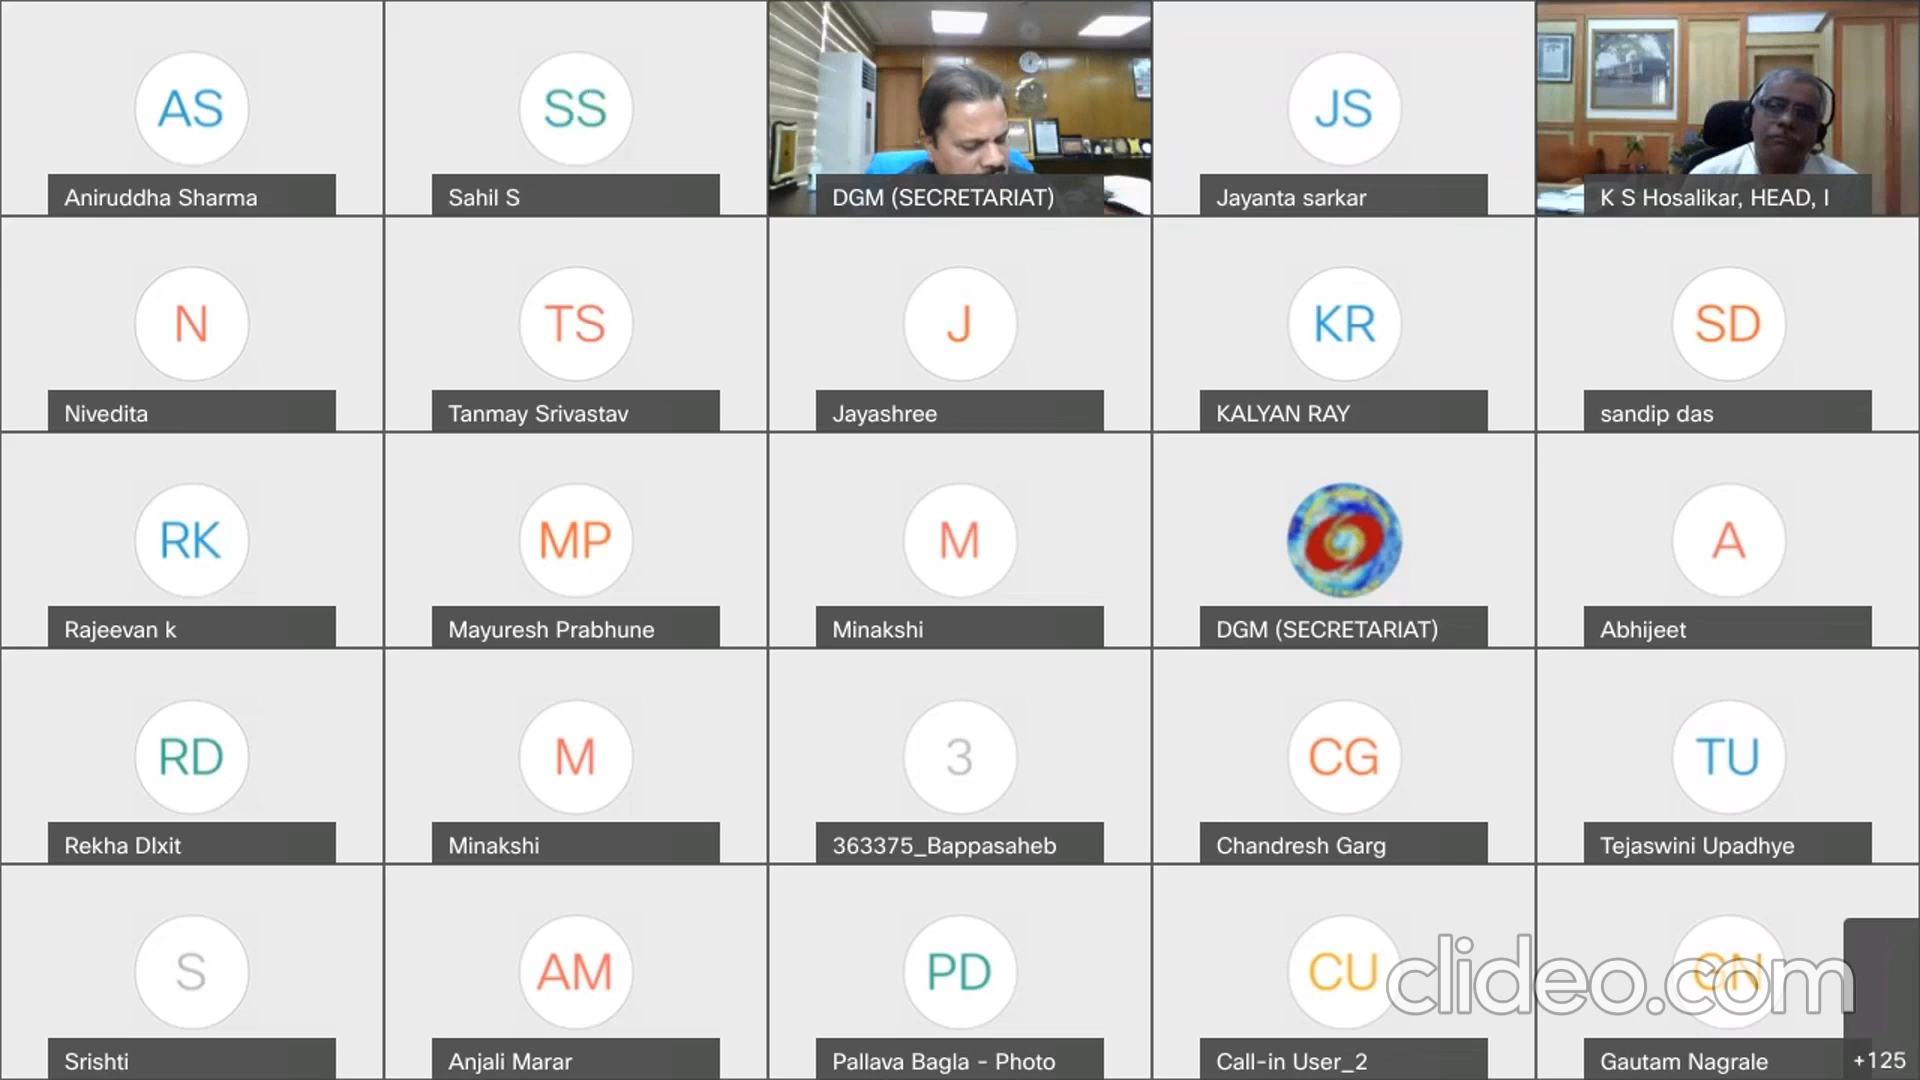 AS
Aniruddha Sharma
SS
Sahil S
DGM (SECRETARIAT)
JS
Jayanta sarkar
K S Hosalikar, HEAD, I
N
Nivedita
TS
Tanmay Srivastav
J
Jayashree
KR
KALYAN RAY
SD
sandip das
RK
Rajeevan k
MP
Mayuresh Prabhune
M
Minakshi
DGM (SECRETARIAT)
A
Abhijeet
RD
Rekha DIxit
M
Minakshi
3
363375_Bappasaheb
CG
Chandresh Garg
TU
Tejaswini Upadhye
S
Srishti
AM
Anjali Marar
PD
Pallava Bagla - Photo
CU
Call-in User_2
GN
Gautam Nagrale
+125
clideo.com